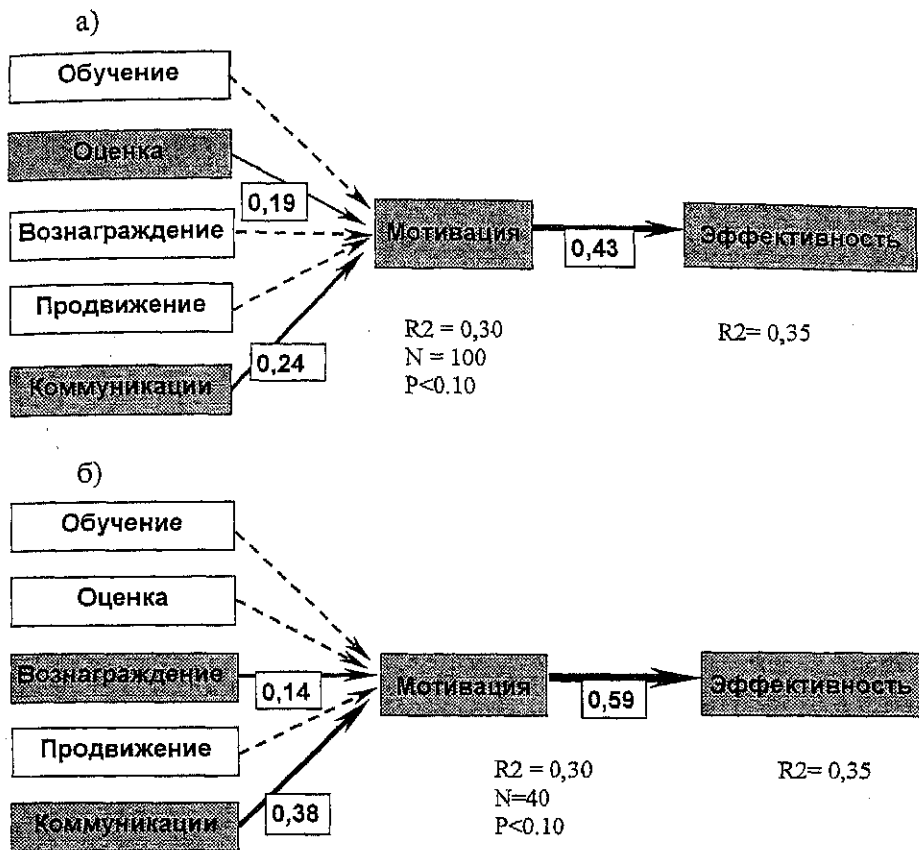 а)
Обучение
Оценка
0,19
Вознаграждение
Мотивация
0,43
Эффективность
Продвижение
0,24
Коммуникации
R2 = 0,30
N = 100
P<0.10
R2= 0,35
б)
Обучение
Оценка
Вознаграждение
0,14
Мотивация
0,59
Эффективность
Продвижение
0,38
Коммуникации
R2 = 0,30
N=40
P<0.10
R2= 0,35